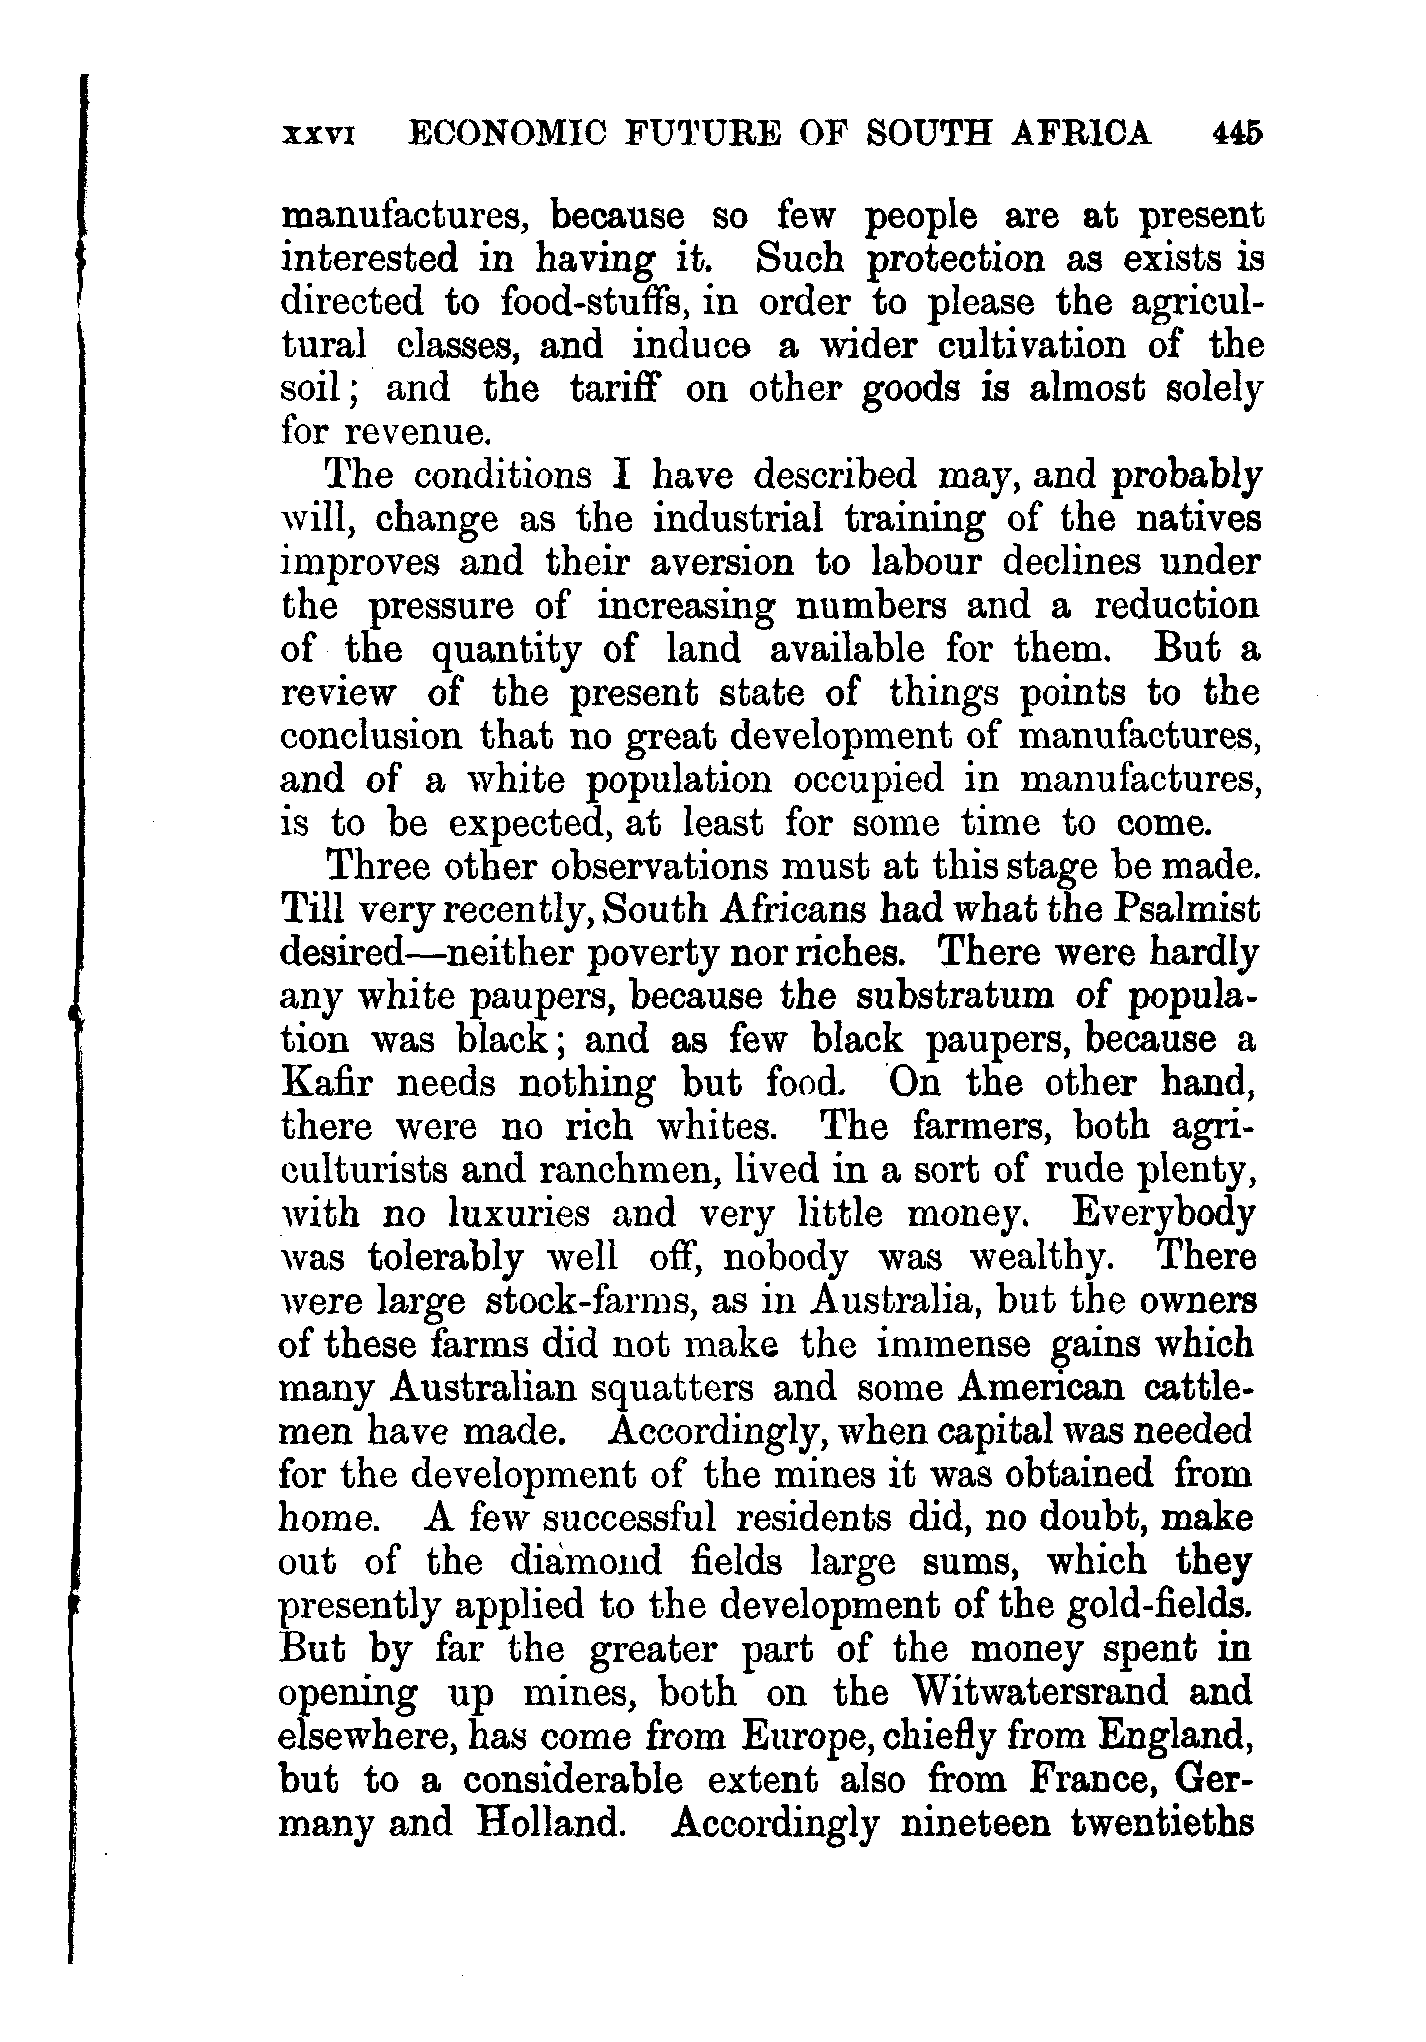 xxvi ECONOMIC FUTURE OF SOUTH AFRICA 445
manufactures, because so few people are at present
interested in having it. Such protection as exists is
directed to food-stuffs, in order to please the agricul-
tural classes, and induce a wider cultivation of the
soil; and the tariff on other goods is almost solely
for revenue.
The conditions I have described may, and probably
will, change as the industrial training of the natives
improves and their aversion to labour declines under
the pressure of increasing numbers and a reduction
of the quantity of land available for them. But a
review of the present state of things points to the
conclusion that no great development of manufactures,
and of a white population occupied in manufactures,
is to be expected, at least for some time to come.
Three other observations must at this stage be made.
Till very recently, South Africans had what the Psalmist
desired—neither poverty nor riches. There were hardly
any white paupers, because the substratum of popula-
tion was black; and as few black paupers, because a
Kafir needs nothing but food. On the other hand,
there were no rich whites. The farmers, both agri-
culturists and ranchmen, lived in a sort of rude plenty,
with no luxuries and very little money. Everybody
was tolerably well off, nobody was wealthy. There
were large stock-farms, as in Australia, but the owners
of these farms did not make the immense gains which
many Australian squatters and some American cattle-
men have made. Accordingly, when capital was needed
for the development of the mines it was obtained from
home. A few successful residents did, no doubt, make
out of the diamond fields large sums, which they
presently applied to the development of the gold-fields.
But by far the greater part of the money spent in
opening up mines, both on the Witwatersrand and
elsewhere, has come from Europe, chiefly from England,
but to a considerable extent also from France, Ger-
many and Holland. Accordingly nineteen twentieths